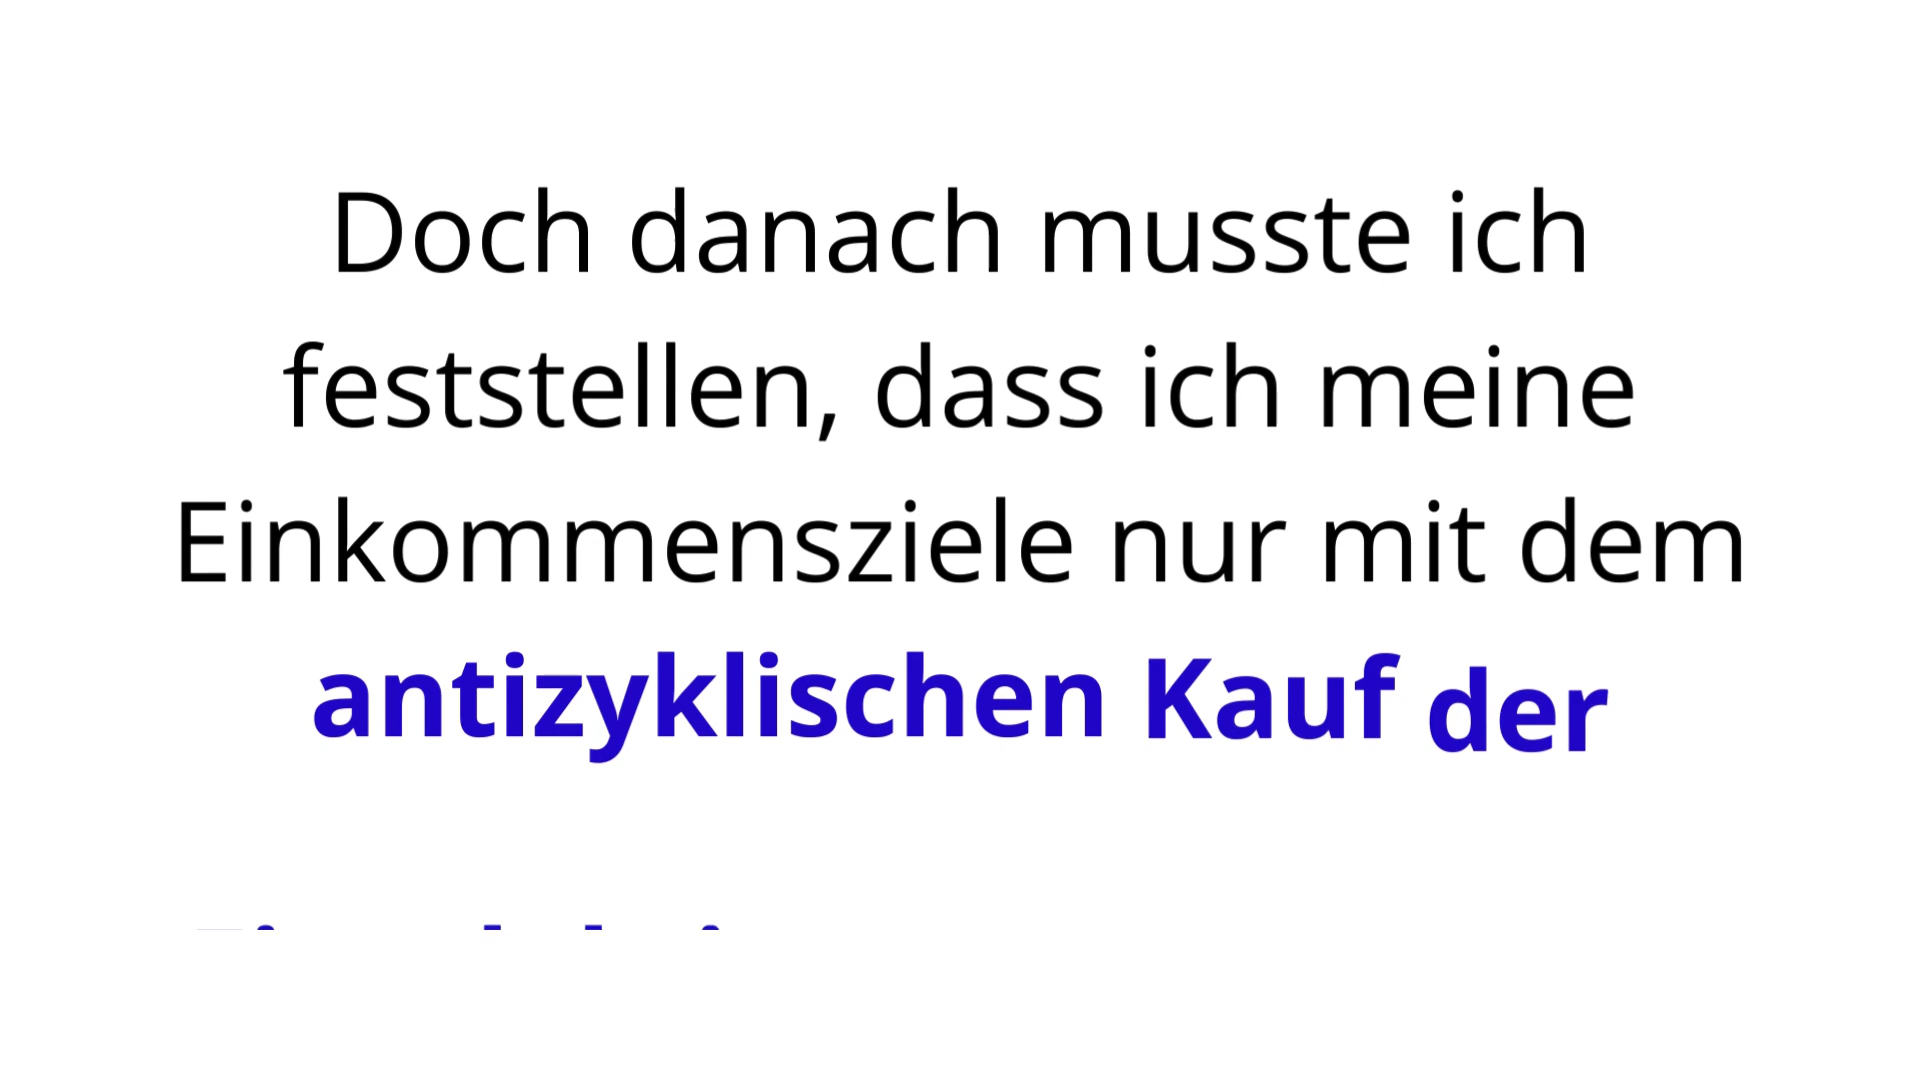 Doch danach musste ich
feststellen, dass ich meine
Einkommensziele nur mit dem
antizyklischen Kauf der